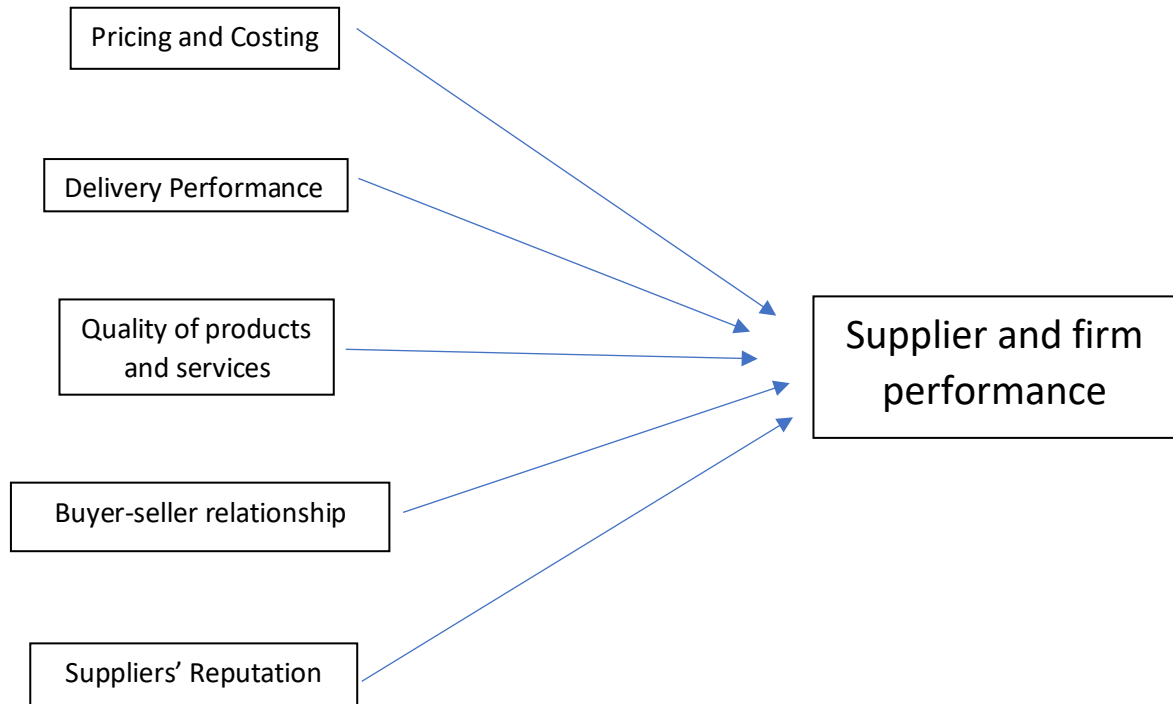 Pricing and Costing
Delivery Performance
Quality of products
and services
Supplier and firm
performance
Buyer-seller relationship
Suppliers’ Reputation